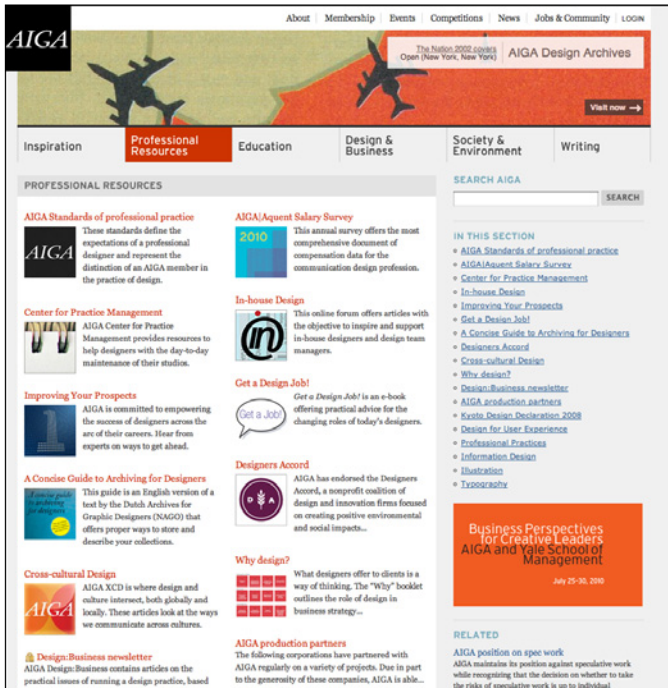 About Membership Events Competitions News Jobs & Community LOGIN
AIGA
The Nation 2002 covers
Open (New York, New York)
AIGA Design Archives
Visit now →
Inspiration
Professional
Resources
Education
Design &
Business
Society &
Environment
Writing
PROFESSIONAL RESOURCES
AIGA Standards of professional practice
AIGA
These standards define the
expectations of a professional
designer and represent the
distinction of an AIGA member in
the practice of design.
Center for Practice Management
AIGA Center for Practice
Management provides resources to
help designers with the day-to-day
maintenance of their studios.
Improving Your Prospects
AIGA is committed to empowering
the success of designers across the
arc of their careers. Hear from
experts on ways to get ahead.
A Concise Guide to Archiving for Designers
A concise guide
to archiving
for designers
This guide is an English version of a
text by the Dutch Archives for
Graphic Designers (NAGO) that
offers proper ways to store and
describe your collections.
Cross-cultural Design
AIGA
AIGA XCD is where design and
culture intersect, both globally and
locally. These articles look at the ways
we communicate across cultures.
Design:Business newsletter
AIGA Design:Business contains articles on the
practical issues of running a design practice, based
AIGA|Aquent Salary Survey
2010
This annual survey offers the most
comprehensive document of
compensation data for the
communication design profession.
In-house Design
in
This online forum offers articles with
the objective to inspire and support
in-house designers and design team
managers.
Get a Design Job!
Get a Job!
Get a Design Job! is an e-book
offering practical advice for the
changing roles of today's designers.
Designers Accord
D A
AIGA has endorsed the Designers
Accord, a nonprofit coalition of
design and innovation firms focused
on creating positive environmental
and social impacts...
Why design?
What designers offer to clients is a
way of thinking. The "Why" booklet
outlines the role of design in
business strategy...
AIGA production partners
The following corporations have partnered with
AIGA regularly on a variety of projects. Due in part
to the generosity of these companies, AIGA is able...
SEARCH AIGA
SEARCH
IN THIS SECTION
AIGA Standards of professional practice
AIGA|Aquent Salary Survey
Center for Practice Management
In-house Design
Improving Your Prospects
Get a Design Job!
A Concise Guide to Archiving for Designers
Designers Accord
Cross-cultural Design
Why design?
Design:Business newsletter
AIGA production partners
Kyoto Design Declaration 2008
Design for User Experience
Professional Practices
Information Design
Illustration
Typography
Business Perspectives
for Creative Leaders
AIGA and Yale School of
Management
July 25-30, 2010
RELATED
AIGA position on spec work
AIGA maintains its position against speculative work
while recognizing that the decision on whether to take
the risks of speculative work is up to individual